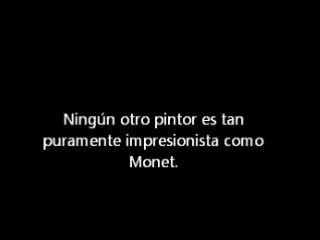 Ningún otro pintor es tan
puramente impresionista como
Monet.